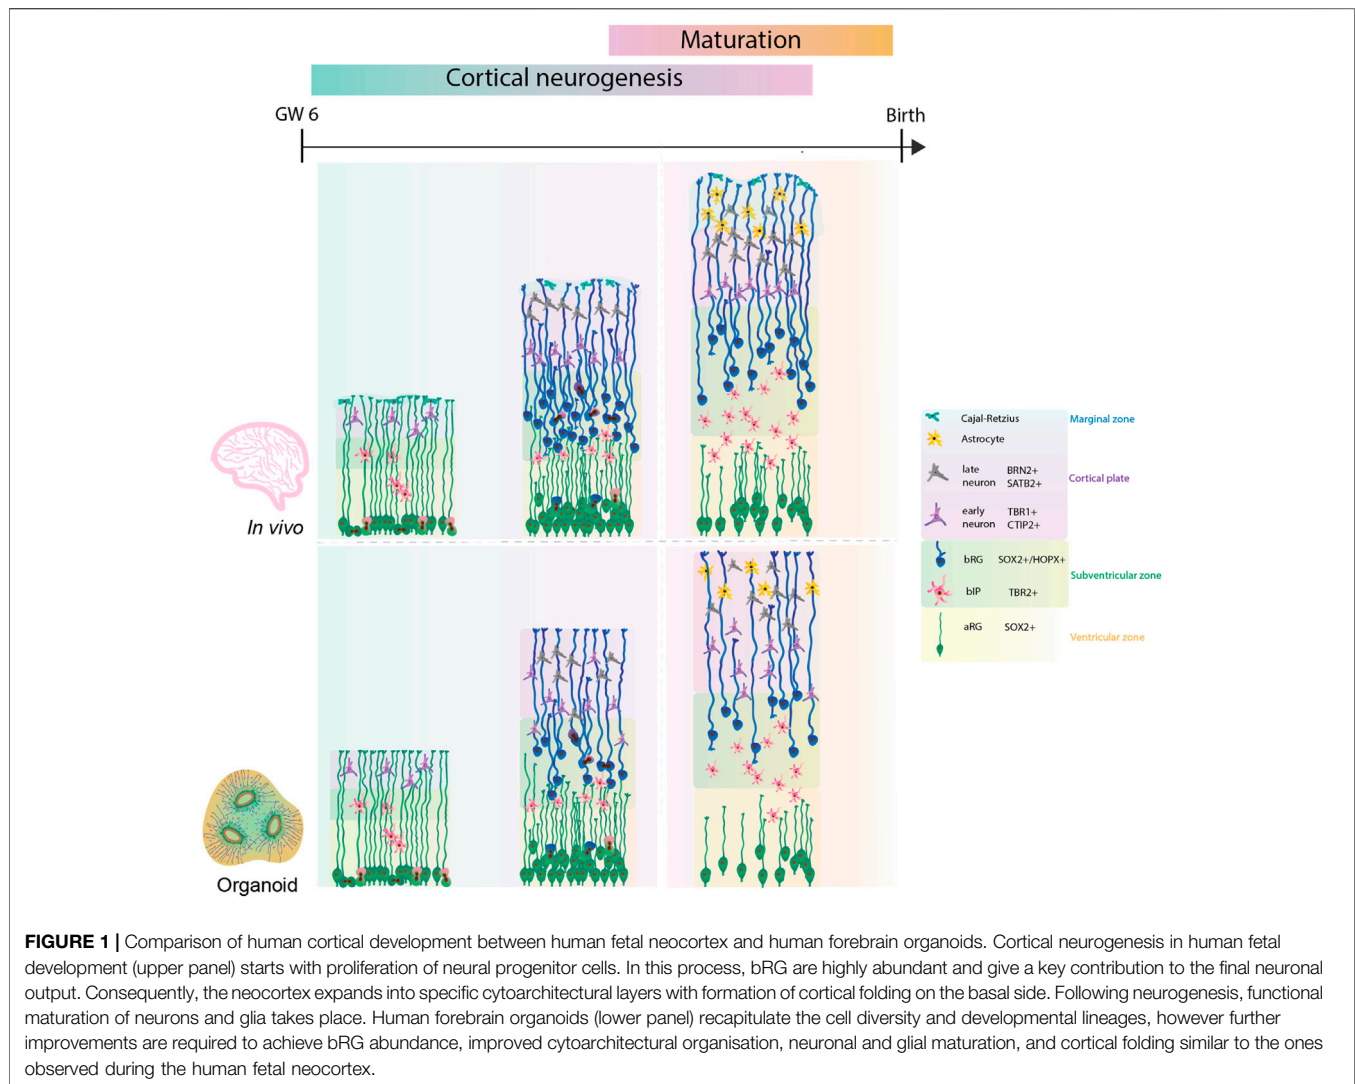 Maturation
Cortical neurogenesis
GW 6
Birth
In vivo
Organoid
Cajal-Retzius
Marginal zone
Astrocyte
late neuron
BRN2+
SATB2+
Cortical plate
early neuron
TBR1+
CTIP2+
bRG
SOX2+/HOPX+
Subventricular zone
bIP
TBR2+
aRG
SOX2+
Ventricular zone
FIGURE 1 | Comparison of human cortical development between human fetal neocortex and human forebrain organoids. Cortical neurogenesis in human fetal
development (upper panel) starts with proliferation of neural progenitor cells. In this process, bRG are highly abundant and give a key contribution to the final neuronal
output. Consequently, the neocortex expands into specific cytoarchitectural layers with formation of cortical folding on the basal side. Following neurogenesis, functional
maturation of neurons and glia takes place. Human forebrain organoids (lower panel) recapitulate the cell diversity and developmental lineages, however further
improvements are required to achieve bRG abundance, improved cytoarchitectural organisation, neuronal and glial maturation, and cortical folding similar to the ones
observed during the human fetal neocortex.